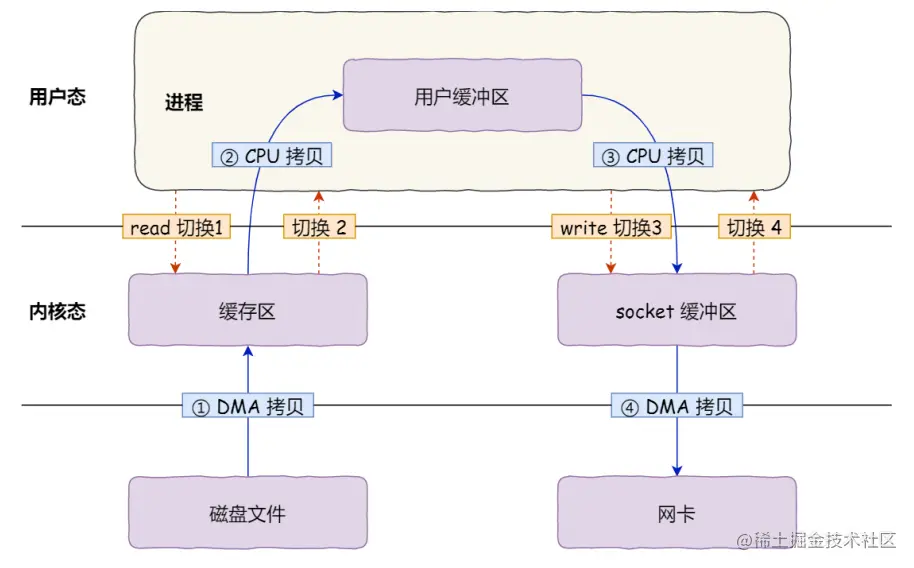 用户态
进程
用户缓冲区
② CPU 拷贝
③ CPU 拷贝
read 切换1
切换 2
write 切换3
切换 4
内核态
缓存区
socket 缓冲区
① DMA 拷贝
④ DMA 拷贝
磁盘文件
网卡
@稀土掘金技术社区